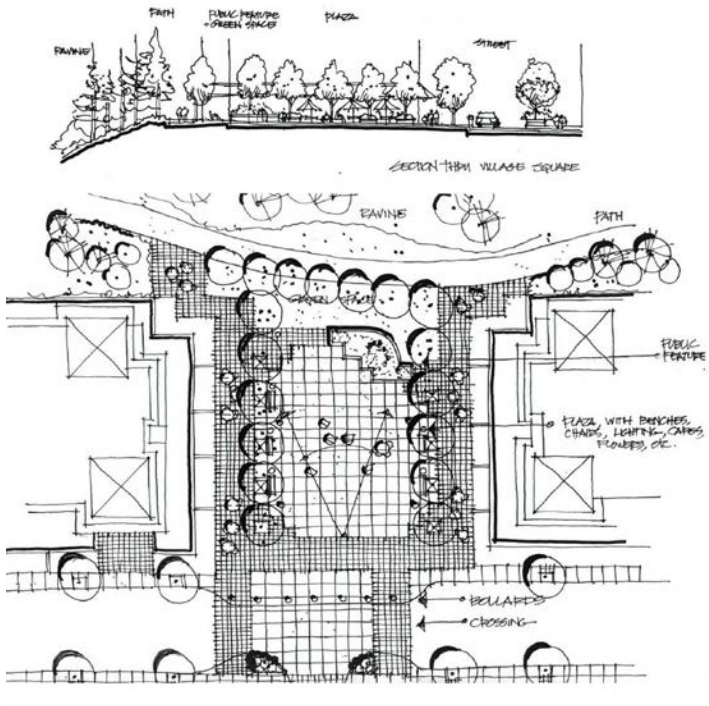 PATH
PUBLIC FEATURE
+ GREEN SPACE
PLAZA
STREET
RAVINE
SECTION THRU VILLAGE SQUARE
RAVINE
PATH
GREEN SPACE
PUBLIC
FEATURE
PLAZA WITH BENCHES,
CHAIRS, LIGHTING, CAFES,
FLOWERS, ETC.
BOLLARDS
CROSSING